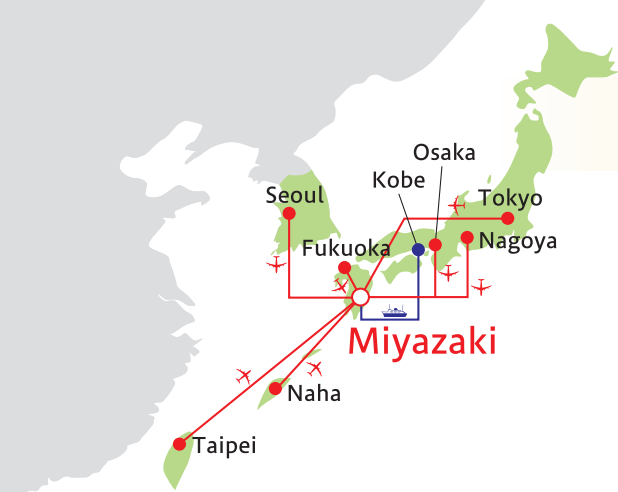 Osaka
Kobe
Seoul
Tokyo
Fukuoka
Nagoya
Miyazaki
Naha
Taipei